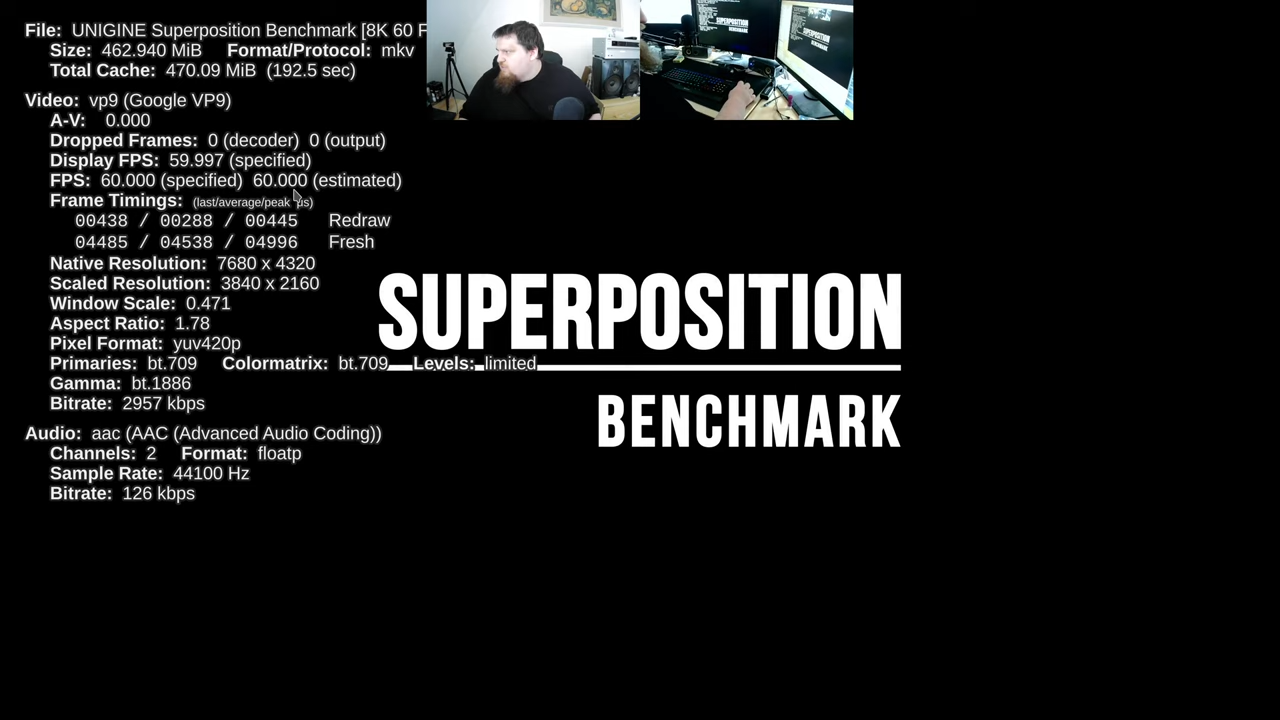 File: UNIGINE Superposition Benchmark [8K 60 F
Size: 462.940 MiB Format/Protocol: mkv
Total Cache: 470.09 MiB (192.5 sec)
Video: vp9 (Google VP9)
A-V: 0.000
Dropped Frames: 0 (decoder) 0 (output)
Display FPS: 59.997 (specified)
FPS: 60.000 (specified) 60.000 (estimated)
Frame Timings: (last/average/peak μs)
00438 / 00288 / 00445 Redraw
04485 / 04538 / 04996 Fresh
Native Resolution: 7680 x 4320
Scaled Resolution: 3840 x 2160
Window Scale: 0.471
Aspect Ratio: 1.78
Pixel Format: yuv420p
Primaries: bt.709 Colormatrix: bt.709 Levels: limited
Gamma: bt.1886
Bitrate: 2957 kbps
Audio: aac (AAC (Advanced Audio Coding))
Channels: 2 Format: floatp
Sample Rate: 44100 Hz
Bitrate: 126 kbps
SUPERPOSITION
BENCHMARK
SUPERPOSITION
BENCHMARK